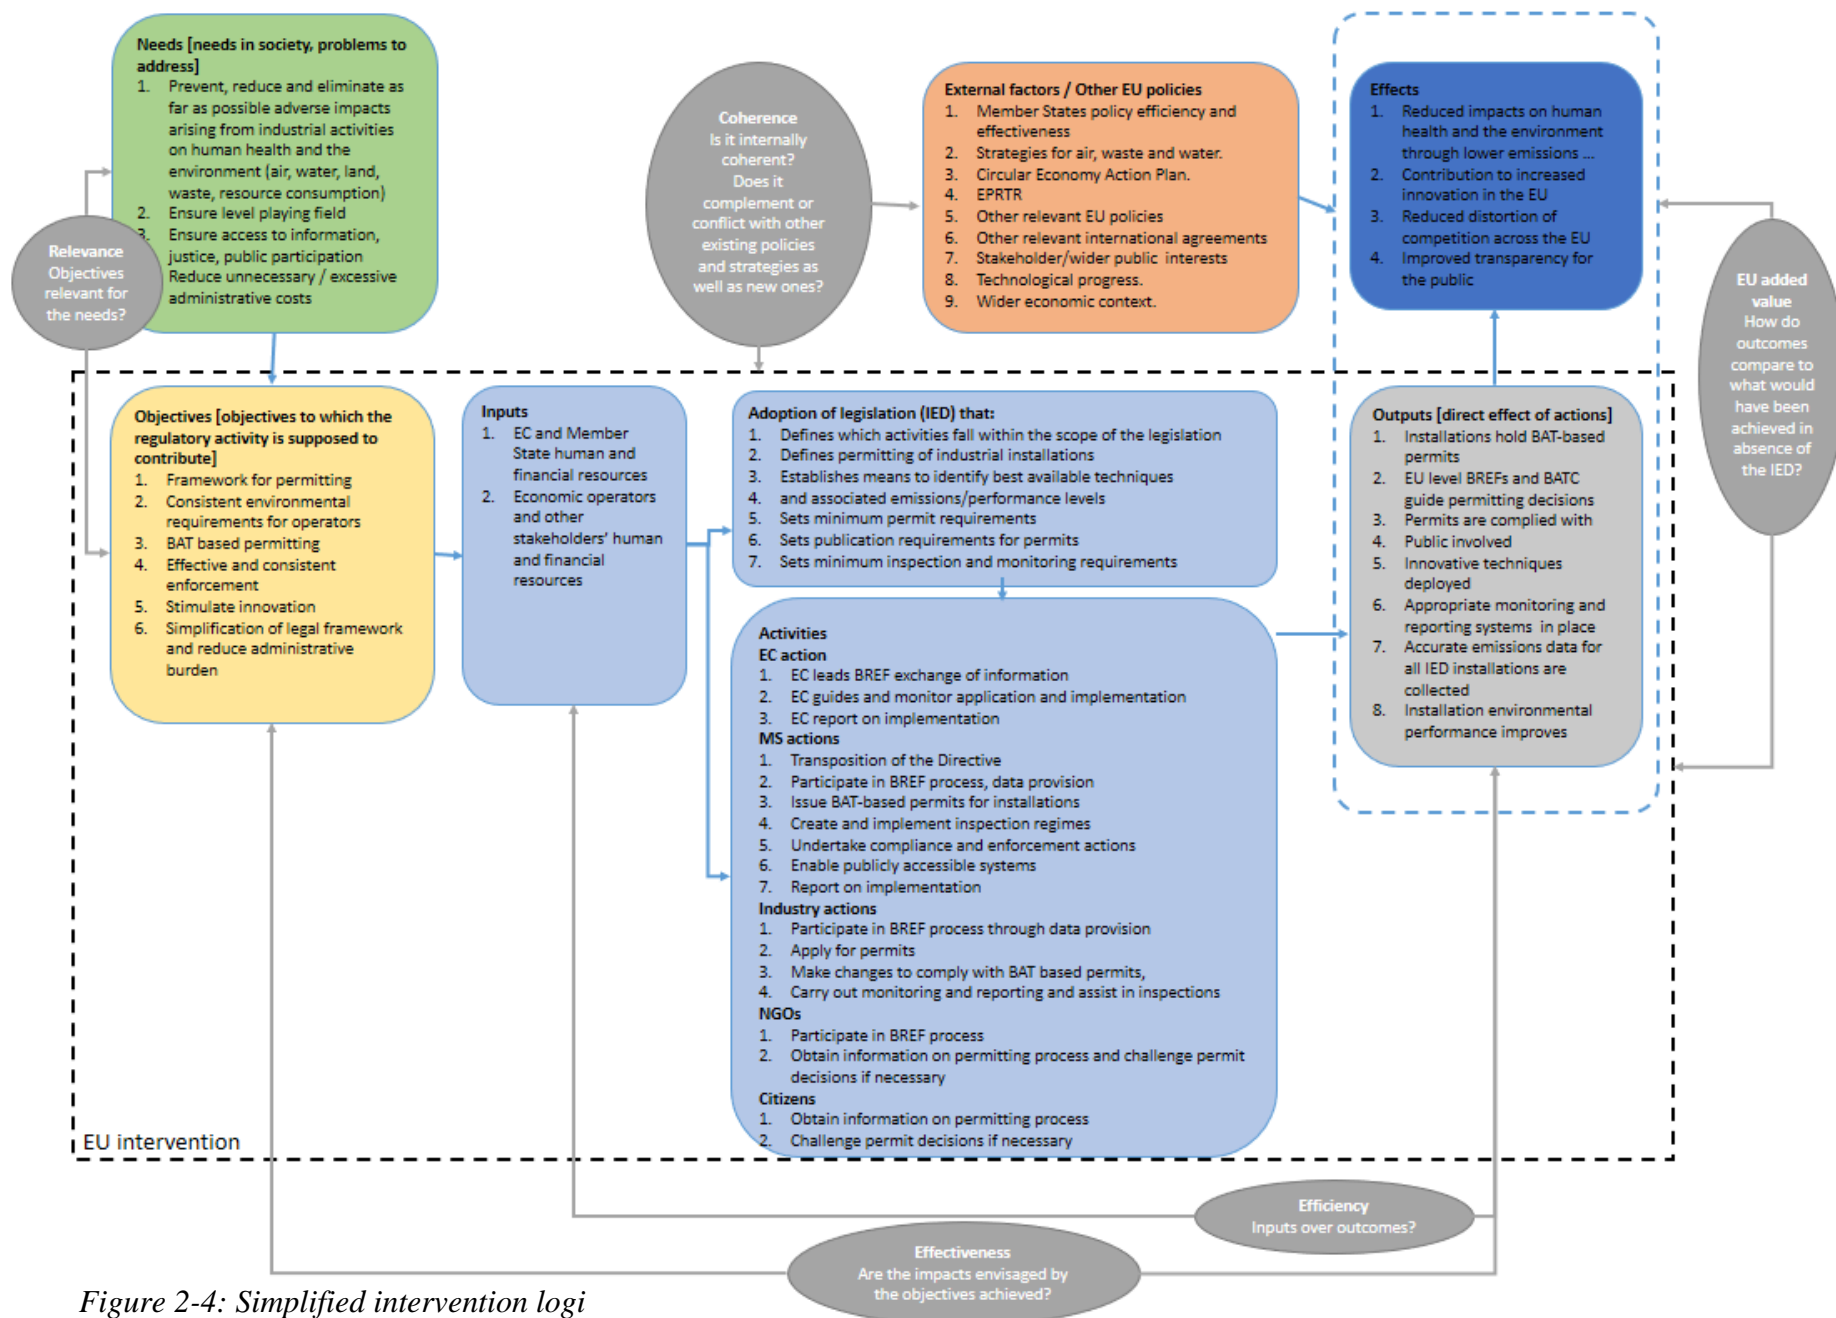 Needs [needs in society, problems to
address]
1. Prevent, reduce and eliminate as
far as possible adverse impacts
arising from industrial activities
on human health and the
environment (air, water, land,
waste, resource consumption)
2. Ensure level playing field
3. Ensure access to information,
justice, public participation
Reduce unnecessary / excessive
administrative costs
Relevance
Objectives
relevant for
the needs?
Coherence
Is it internally
coherent?
Does it
complement or
conflict with other
existing policies
and strategies as
well as new ones?
External factors / Other EU policies
1. Member States policy efficiency and
effectiveness
2. Strategies for air, waste and water.
3. Circular Economy Action Plan.
4. EPRTR
5. Other relevant EU policies
6. Other relevant international agreements
7. Stakeholder/wider public interests
8. Technological progress.
9. Wider economic context.
Effects
1. Reduced impacts on human
health and the environment
through lower emissions ...
2. Contribution to increased
innovation in the EU
3. Reduced distortion of
competition across the EU
4. Improved transparency for
the public
EU added
value
How do
outcomes
compare to
what would
have been
achieved in
absence of
the IED?
Objectives [objectives to which the
regulatory activity is supposed to
contribute]
1. Framework for permitting
2. Consistent environmental
requirements for operators
3. BAT based permitting
4. Effective and consistent
enforcement
5. Stimulate innovation
6. Simplification of legal framework
and reduce administrative
burden
Inputs
1. EC and Member
State human and
financial resources
2. Economic operators
and other
stakeholders' human
and financial
resources
Adoption of legislation (IED) that:
1. Defines which activities fall within the scope of the legislation
2. Defines permitting of industrial installations
3. Establishes means to identify best available techniques
4. and associated emissions/performance levels
5. Sets minimum permit requirements
6. Sets publication requirements for permits
7. Sets minimum inspection and monitoring requirements
Activities
EC action
1. EC leads BREF exchange of information
2. EC guides and monitor application and implementation
3. EC report on implementation
MS actions
1. Transposition of the Directive
2. Participate in BREF process, data provision
3. Issue BAT-based permits for installations
4. Create and implement inspection regimes
5. Undertake compliance and enforcement actions
6. Enable publicly accessible systems
7. Report on implementation
Industry actions
1. Participate in BREF process through data provision
2. Apply for permits
3. Make changes to comply with BAT based permits,
4. Carry out monitoring and reporting and assist in inspections
NGOs
1. Participate in BREF process
2. Obtain information on permitting process and challenge permit
decisions if necessary
Citizens
1. Obtain information on permitting process
2. Challenge permit decisions if necessary
Outputs [direct effect of actions]
1. Installations hold BAT-based
permits
2. EU level BREFs and BATC
guide permitting decisions
3. Permits are complied with
4. Public involved
5. Innovative techniques
deployed
6. Appropriate monitoring and
reporting systems in place
7. Accurate emissions data for
all IED installations are
collected
8. Installation environmental
performance improves
EU intervention
Efficiency
Inputs over outcomes?
Effectiveness
Are the impacts envisaged by
the objectives achieved?
Figure 2-4: Simplified intervention logi